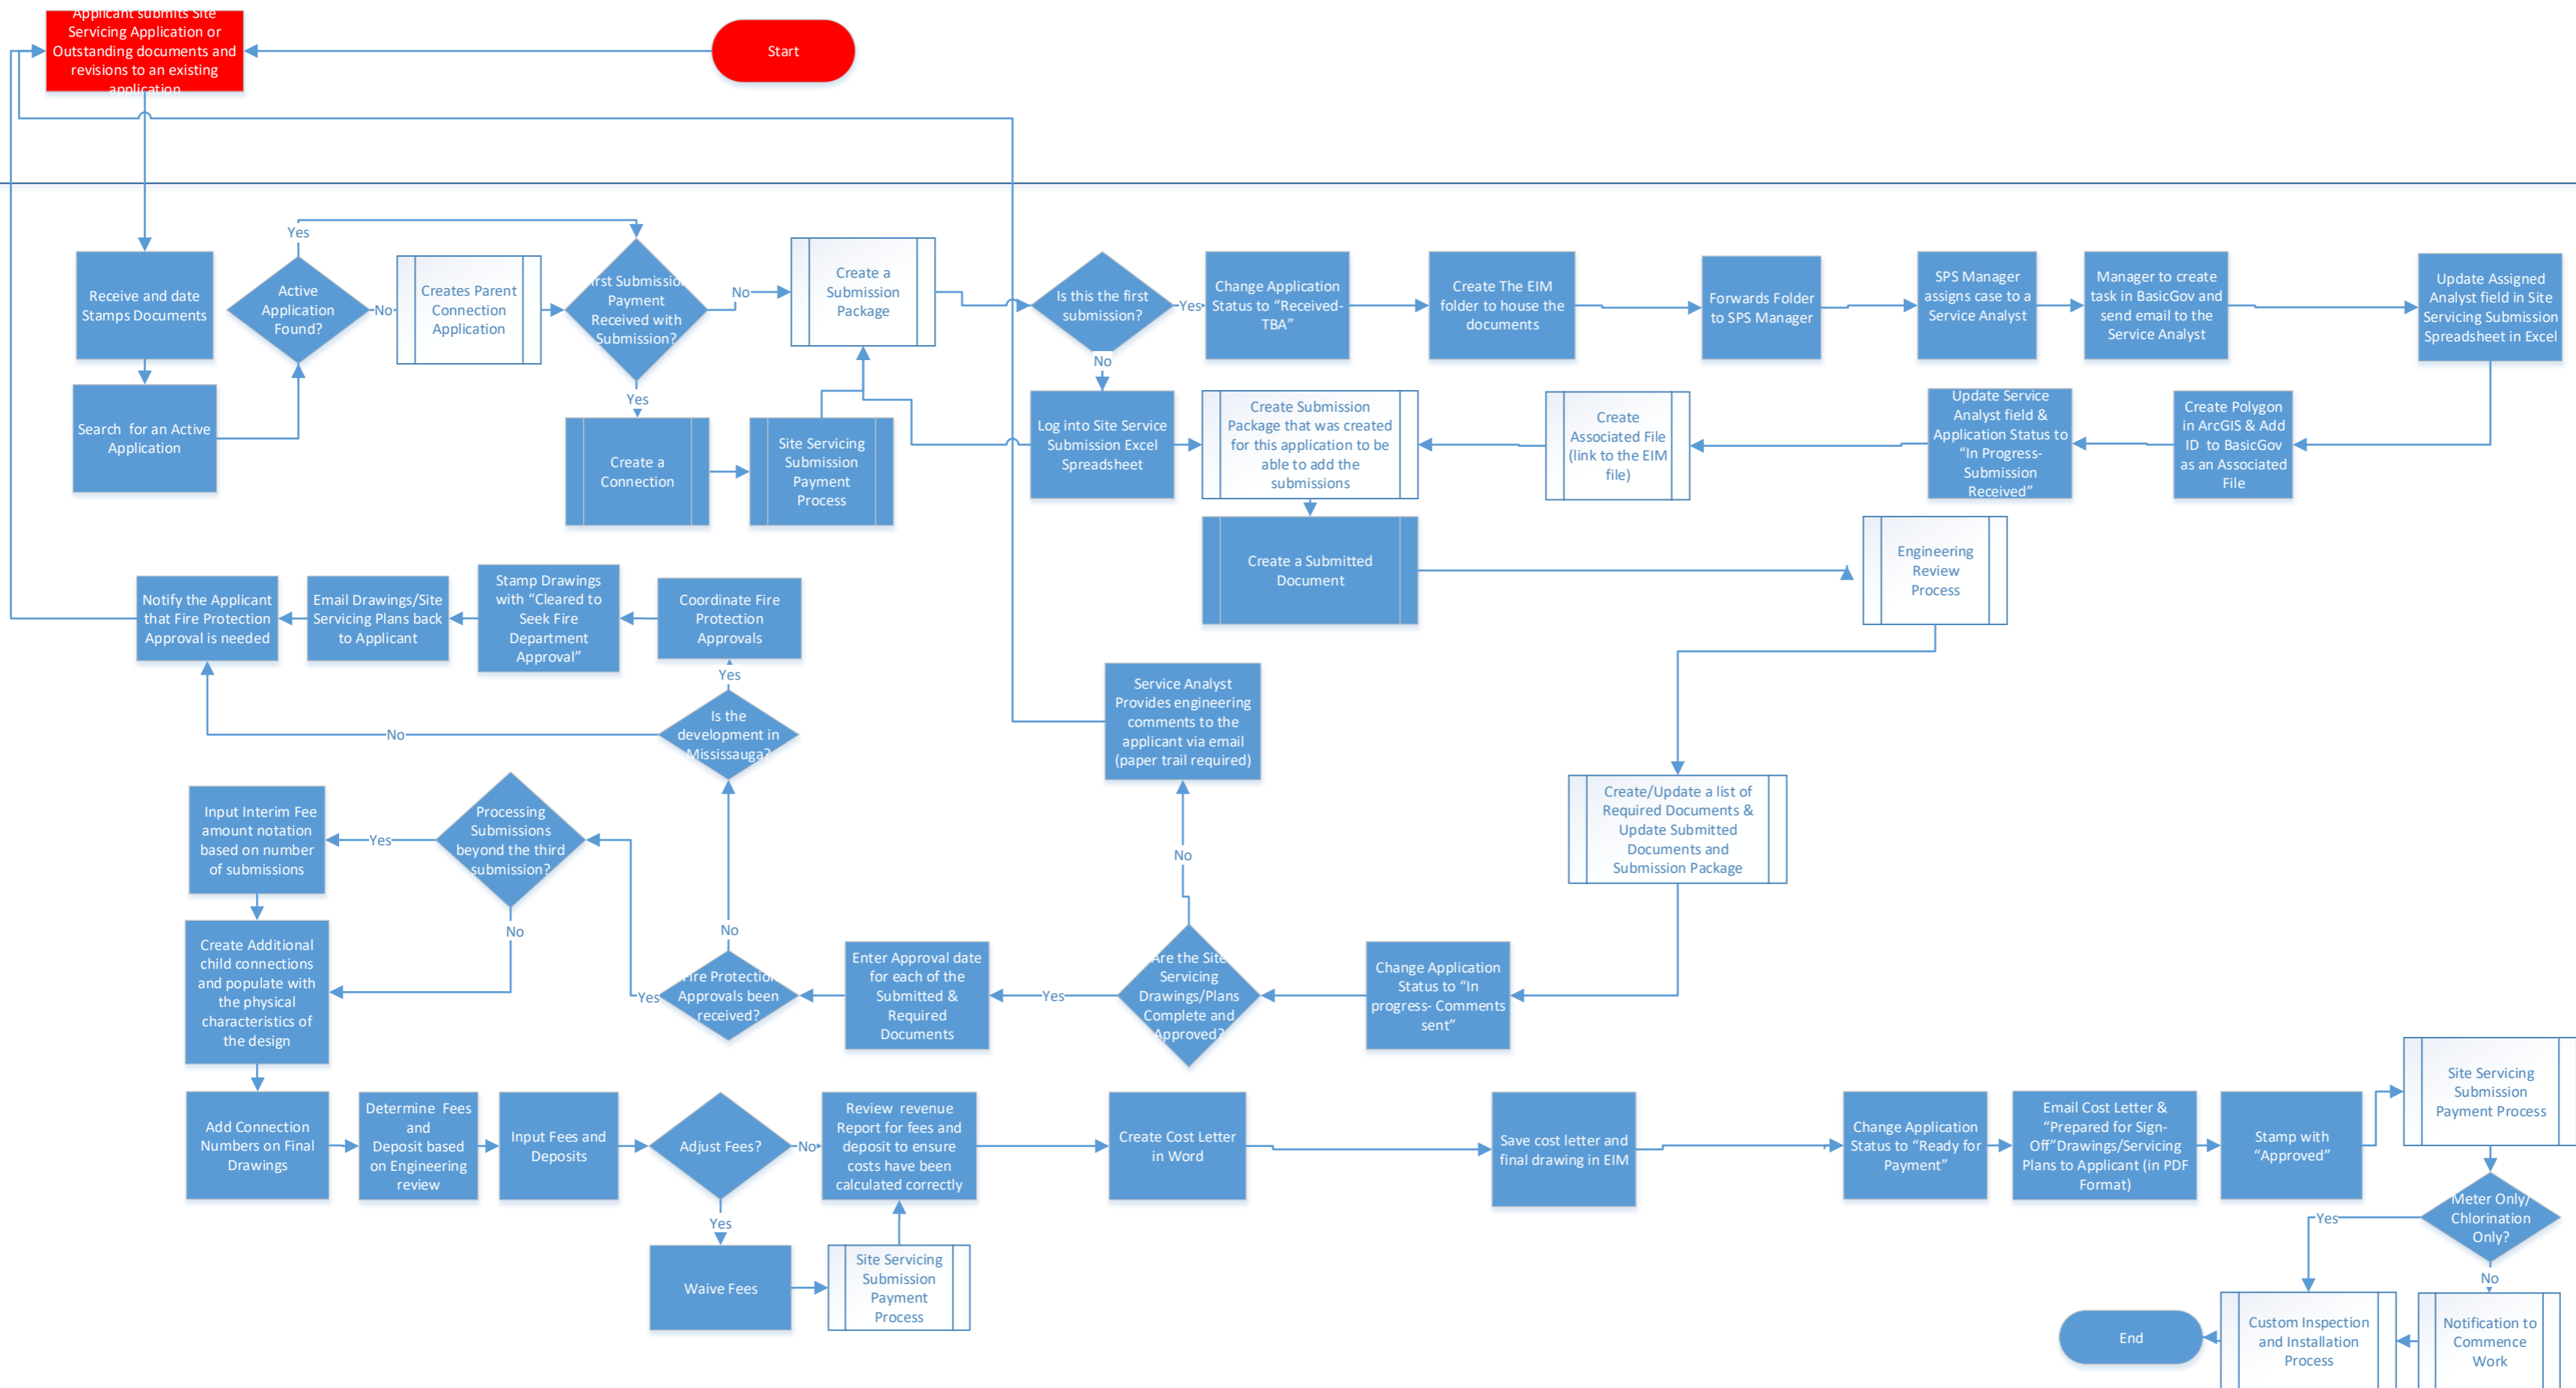 Applicant submits Site
Servicing Application or
Outstanding documents and
revisions to an existing
application
Start
Receive and date
Stamps Documents
Search for an Active
Application
Yes
Active
Application
Found?
No
Creates Parent
Connection
Application
First Submission
Payment
Received with
Submission?
No
Yes
Create a
Connection
Site Servicing
Submission
Payment
Process
Create a
Submission
Package
Is this the first
submission?
Yes
No
Change Application
Status to “Received-
TBA”
Create The EIM
folder to house the
documents
Forwards Folder
to SPS Manager
SPS Manager
assigns case to a
Service Analyst
Manager to create
task in BasicGov and
send email to the
Service Analyst
Update Assigned
Analyst field in Site
Servicing Submission
Spreadsheet in Excel
Log into Site Service
Submission Excel
Spreadsheet
Create Submission
Package that was created
for this application to be
able to add the
submissions
Create
Associated File
(link to the EIM
file)
Update Service
Analyst field &
Application Status to
“In Progress-
Submission
Received”
Create Polygon
in ArcGIS & Add
ID to BasicGov
as an Associated
File
Create a Submitted
Document
Engineering
Review
Process
Notify the Applicant
that Fire Protection
Approval is needed
Email Drawings/Site
Servicing Plans back
to Applicant
Stamp Drawings
with “Cleared to
Seek Fire
Department
Approval”
Coordinate Fire
Protection
Approvals
Yes
Is the
development in
Mississauga?
No
Service Analyst
Provides engineering
comments to the
applicant via email
(paper trail required)
Create/Update a list of
Required Documents &
Update Submitted
Documents and
Submission Package
Input Interim Fee
amount notation
based on number
of submissions
Yes
Processing
Submissions
beyond the third
submission?
No
No
No
Create Additional
child connections
and populate with
the physical
characteristics of
the design
Yes
Fire Protection
Approvals been
received?
Enter Approval date
for each of the
Submitted &
Required
Documents
Yes
Are the Site
Servicing
Drawings/Plans
Complete and
Approved?
Change Application
Status to “In
progress- Comments
sent”
Add Connection
Numbers on Final
Drawings
Determine Fees
and
Deposit based
on Engineering
review
Input Fees and
Deposits
Adjust Fees?
No
Yes
Review revenue
Report for fees and
deposit to ensure
costs have been
calculated correctly
Create Cost Letter
in Word
Save cost letter and
final drawing in EIM
Change Application
Status to “Ready for
Payment”
Email Cost Letter &
“Prepared for Sign-
Off”Drawings/Servicing
Plans to Applicant (in PDF
Format)
Stamp with
“Approved”
Site Servicing
Submission
Payment Process
Waive Fees
Site Servicing
Submission
Payment
Process
Yes
Meter Only/
Chlorination
Only?
No
End
Custom Inspection
and Installation
Process
Notification to
Commence
Work